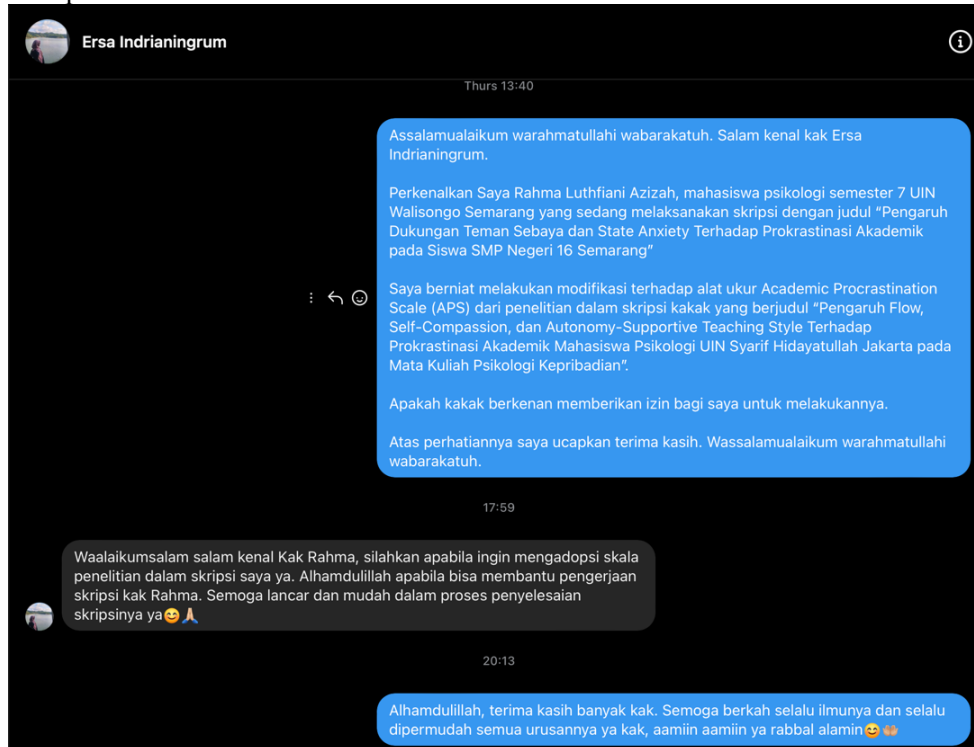 Ersa Indrianingrum
Thurs 13:40
Assalamualaikum warahmatullahi wabarakatuh. Salam kenal kak Ersa
Indrianingrum.
Perkenalkan Saya Rahma Luthfiani Azizah, mahasiswa psikologi semester 7 UIN
Walisongo Semarang yang sedang melaksanakan skripsi dengan judul “Pengaruh
Dukungan Teman Sebaya dan State Anxiety Terhadap Prokrastinasi Akademik
pada Siswa SMP Negeri 16 Semarang”
Saya berniat melakukan modifikasi terhadap alat ukur Academic Procrastination
Scale (APS) dari penelitian dalam skripsi kakak yang berjudul “Pengaruh Flow,
Self-Compassion, dan Autonomy-Supportive Teaching Style Terhadap
Prokrastinasi Akademik Mahasiswa Psikologi UIN Syarif Hidayatullah Jakarta pada
Mata Kuliah Psikologi Kepribadian”.
Apakah kakak berkenan memberikan izin bagi saya untuk melakukannya.
Atas perhatiannya saya ucapkan terima kasih. Wassalamualaikum warahmatullahi
wabarakatuh.
17:59
Waalaikumsalam salam kenal Kak Rahma, silahkan apabila ingin mengadopsi skala
penelitian dalam skripsi saya ya. Alhamdulillah apabila bisa membantu pengerjaan
skripsi kak Rahma. Semoga lancar dan mudah dalam proses penyelesaian
skripsinya ya😊🙏🏼
20:13
Alhamdulillah, terima kasih banyak kak. Semoga berkah selalu ilmunya dan selalu
dipermudah semua urusannya ya kak, aamiin aamiin ya rabbal alamin😊🤲🏼